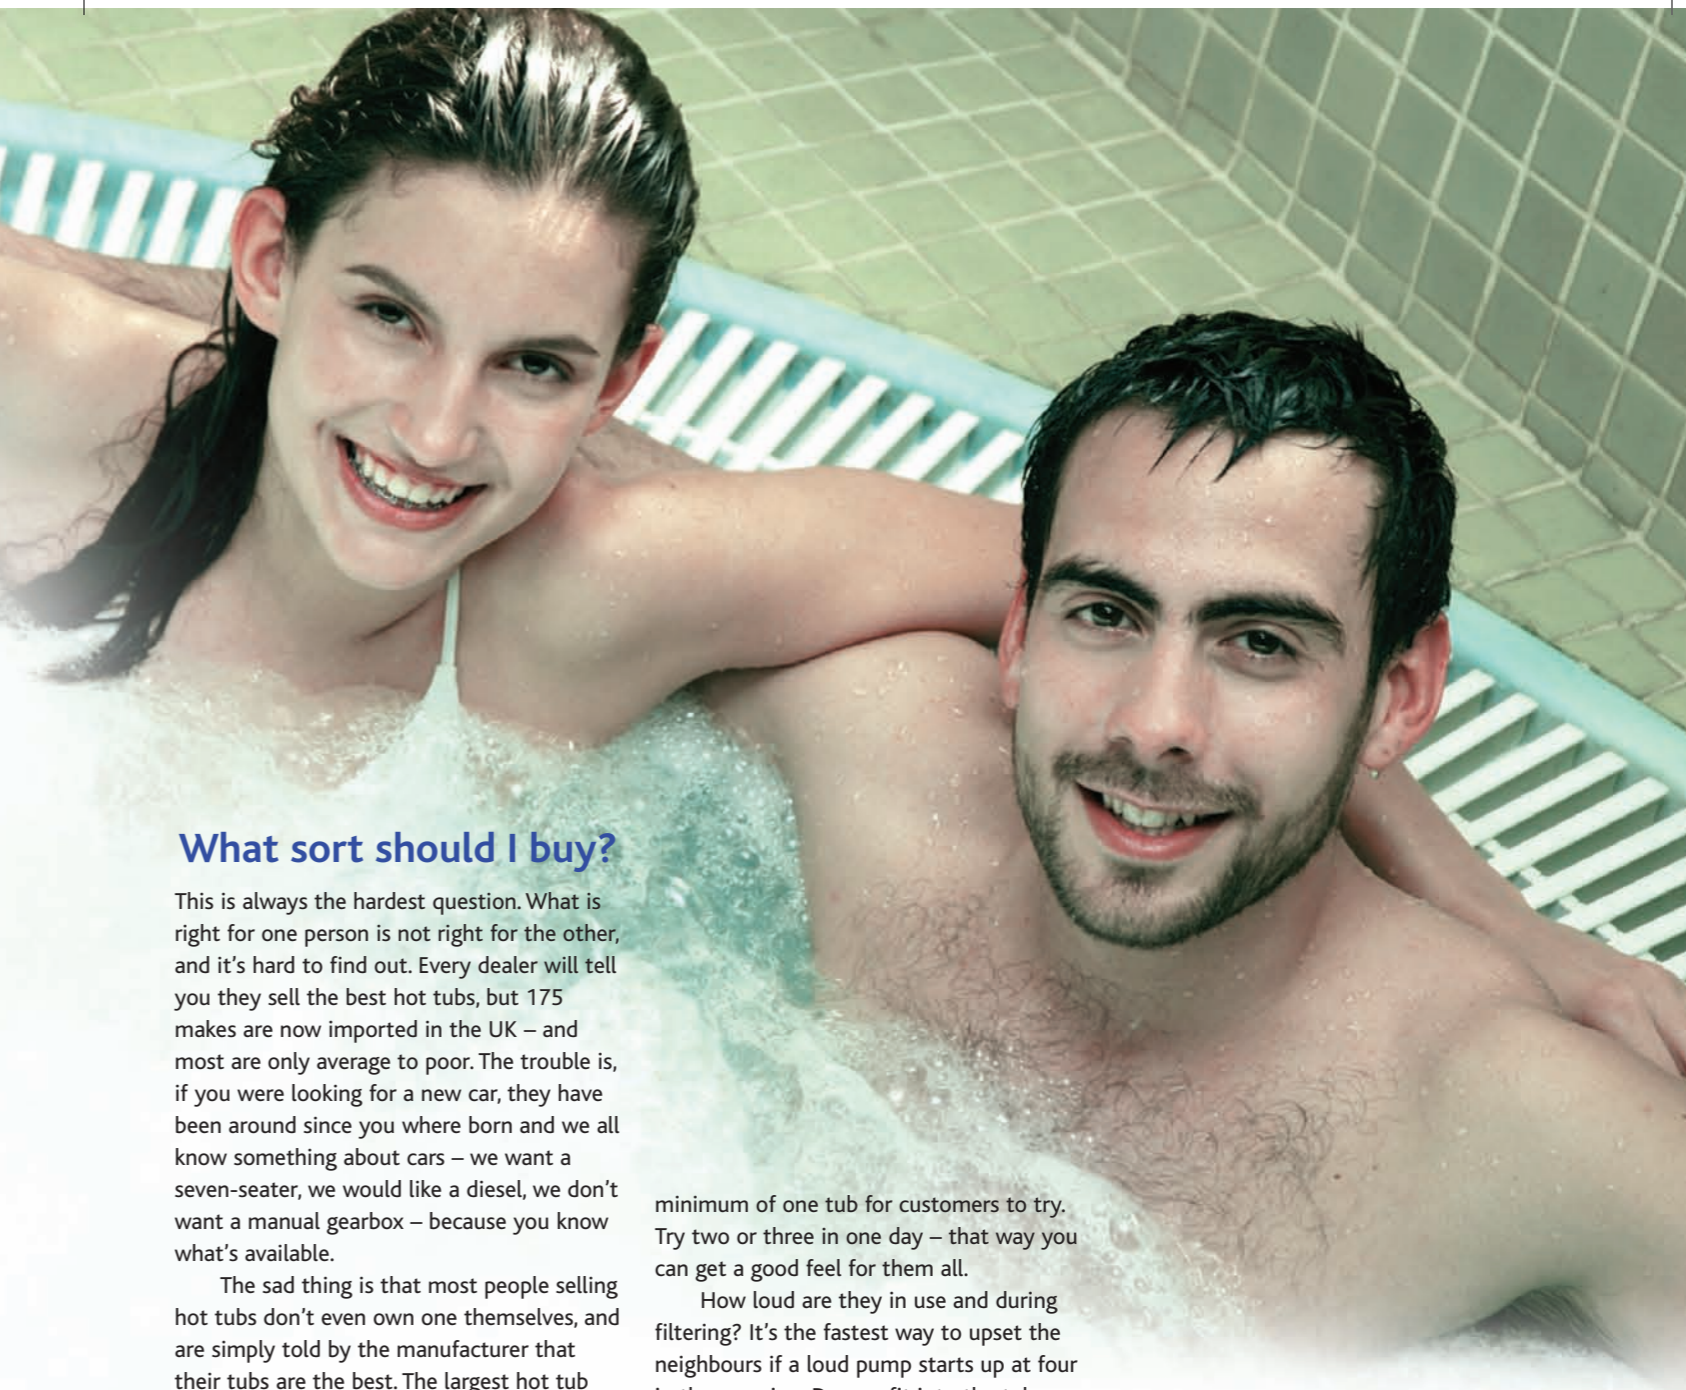 What sort should I buy?
This is always the hardest question. What is
right for one person is not right for the other,
and it's hard to find out. Every dealer will tell
you they sell the best hot tubs, but 175
makes are now imported in the UK – and
most are only average to poor. The trouble is,
if you were looking for a new car, they have
been around since you where born and we all
know something about cars – we want a
seven-seater, we would like a diesel, we don't
want a manual gearbox – because you know
what's available.
The sad thing is that most people selling
hot tubs don't even own one themselves, and
are simply told by the manufacturer that
their tubs are the best. The largest hot tub
minimum of one tub for customers to try.
Try two or three in one day – that way you
can get a good feel for them all.
How loud are they in use and during
filtering? It's the fastest way to upset the
neighbours if a loud pump starts up at four